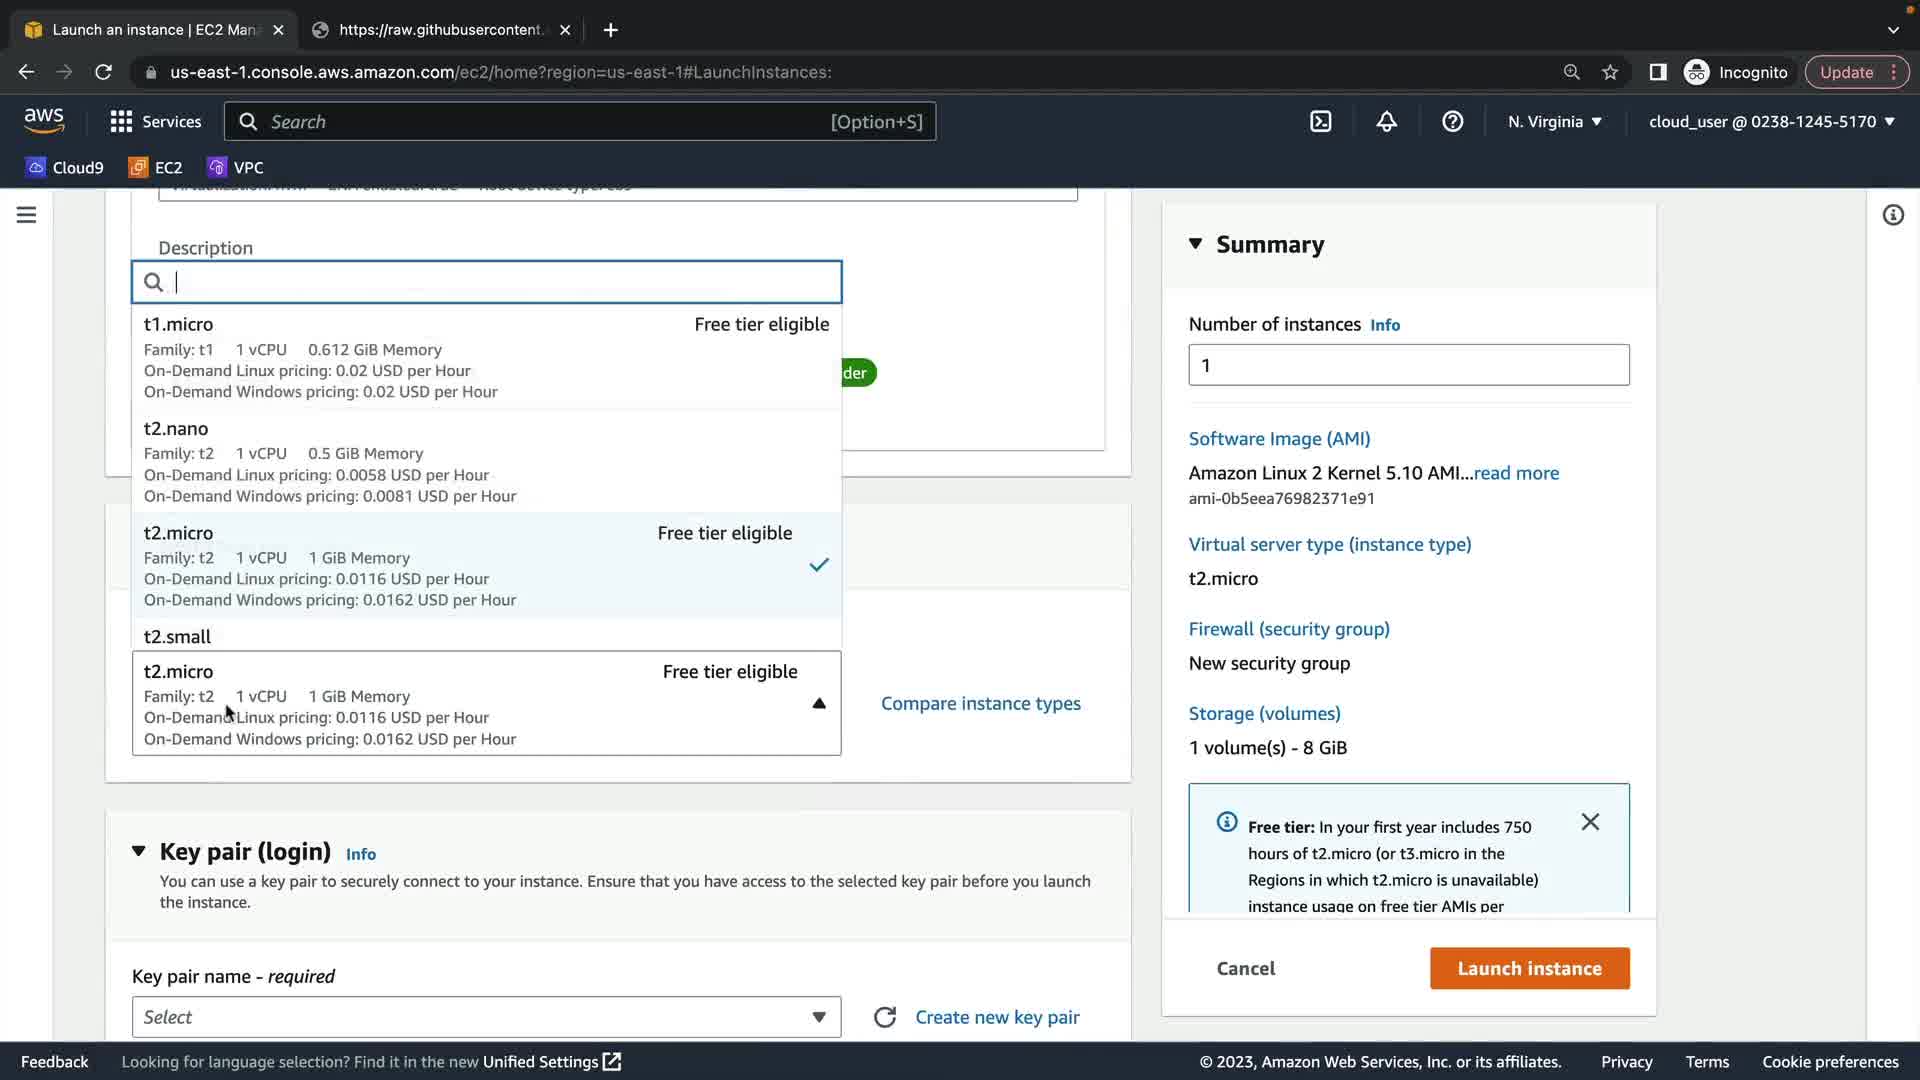 Launch an instance | EC2 Man
https://raw.githubusercontent.
us-east-1.console.aws.amazon.com/ec2/home?region=us-east-1#LaunchInstances:
Incognito
Update
aws
Services
Search
[Option+S]
N. Virginia
cloud_user @ 0238-1245-5170
Cloud9
EC2
VPC
Description
t1.micro
Free tier eligible
Family: t1 1 vCPU 0.612 GiB Memory
On-Demand Linux pricing: 0.02 USD per Hour
On-Demand Windows pricing: 0.02 USD per Hour
der
t2.nano
Family: t2 1 vCPU 0.5 GiB Memory
On-Demand Linux pricing: 0.0058 USD per Hour
On-Demand Windows pricing: 0.0081 USD per Hour
t2.micro
Free tier eligible
Family: t2 1 vCPU 1 GiB Memory
On-Demand Linux pricing: 0.0116 USD per Hour
On-Demand Windows pricing: 0.0162 USD per Hour
t2.small
t2.micro
Free tier eligible
Family: t2 1 vCPU 1 GiB Memory
On-Demand Linux pricing: 0.0116 USD per Hour
On-Demand Windows pricing: 0.0162 USD per Hour
Compare instance types
Key pair (login) Info
You can use a key pair to securely connect to your instance. Ensure that you have access to the selected key pair before you launch
the instance.
Key pair name - required
Select
Create new key pair
Summary
Number of instances Info
1
Software Image (AMI)
Amazon Linux 2 Kernel 5.10 AMI...read more
ami-0b5eea76982371e91
Virtual server type (instance type)
t2.micro
Firewall (security group)
New security group
Storage (volumes)
1 volume(s) - 8 GiB
Free tier: In your first year includes 750
hours of t2.micro (or t3.micro in the
Regions in which t2.micro is unavailable)
instance usage on free tier AMIs per
Cancel
Launch instance
Feedback
Looking for language selection? Find it in the new Unified Settings
© 2023, Amazon Web Services, Inc. or its affiliates.
Privacy
Terms
Cookie preferences